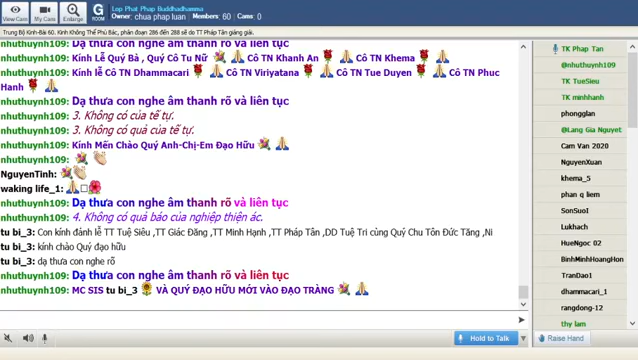 View Cam
My Cam
Enlarge
G
ROOM
Lop Phat Phap Buddhadhamma
Owner: chua phap luan    Members: 60    Cams: 0
Trung Bộ Kinh-Bài 60. Kinh Không Thể Phủ Bác, phân đoạn 286 đến 288 sẽ do TT Pháp Tân giảng giải.
nhuthuynh109: Dạ thưa con nghe âm thanh rõ và liên tục
nhuthuynh109: Kính Lễ Quý Bà , Quý Cô Tu Nữ Cô TN Khanh An Cô TN Khema
nhuthuynh109: Kính lễ Cô TN Dhammacari Cô TN Viriyatana Cô TN Tue Duyen Cô TN Phuc
Hanh
nhuthuynh109: Dạ thưa con nghe âm thanh rõ và liên tục
nhuthuynh109: 3. Không có của tế tự.
nhuthuynh109: 3. Không có quả của tế tự.
nhuthuynh109: Kính Mến Chào Quý Anh-Chị-Em Đạo Hữu
nhuthuynh109:
NguyenTinh:
waking life_1:
nhuthuynh109: Dạ thưa con nghe âm thanh rõ và liên tục
nhuthuynh109: 4. Không có quả báo của nghiệp thiện ác.
tu bi_3: Con kính đảnh lễ TT Tuệ Siêu ,TT Giác Đẳng ,TT Minh Hạnh ,TT Pháp Tân ,DD Tuệ Tri cùng Quý Chu Tôn Đức Tăng ,Ni
tu bi_3: kính chào Quý đạo hữu
tu bi_3: dạ thưa con nghe rõ
nhuthuynh109: Dạ thưa con nghe âm thanh rõ và liên tục
nhuthuynh109: MC SIS tu bi_3 VÀ QUÝ ĐẠO HỮU MỚI VÀO ĐẠO TRÀNG
Hold to Talk
Raise Hand
TK Phap Tan
@nhuthuynh109
TK TueSieu
TK minhhanh
phongglan
@Lang Gia Nguyet
Cam Van 2020
NguyenXuan
khema_5
phan q liem
SonSuoI
Lukhach
HueNgoc 02
BinhMinhHoangHon
TranDao1
dhammacari_1
rangdong-12
thy lam